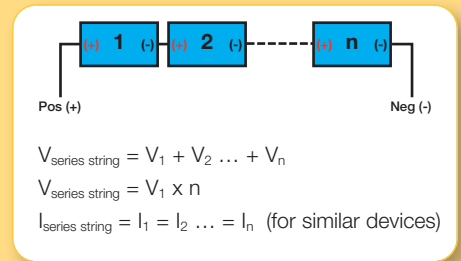 (+) 1 (-) (+) 2 (-) (+) n (-)
Pos (+) Neg (-)
Vseries string = V1 + V2 … + Vn
Vseries string = V1 x n
Iseries string = I1 = I2 … = In (for similar devices)